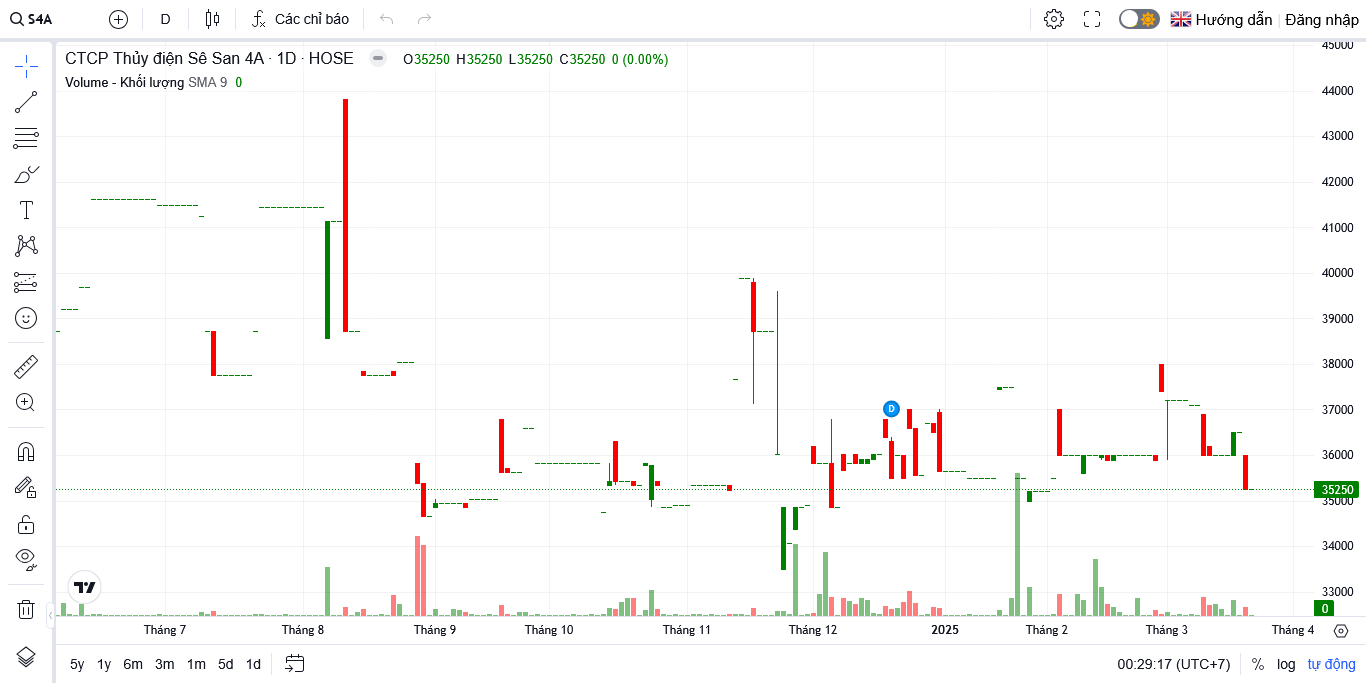 S4A D Các chỉ báo Hướng dẫn Đăng nhập
CTCP Thủy điện Sê San 4A · 1D · HOSE O35250 H35250 L35250 C35250 0 (0.00%)
Volume - Khối lượng SMA 9 0
45000
44000
43000
42000
41000
40000
39000
38000
37000
D
36000
35250
35000
34000
33000
0
Tháng 7 Tháng 8 Tháng 9 Tháng 10 Tháng 11 Tháng 12 2025 Tháng 2 Tháng 3 Tháng 4
5y 1y 6m 3m 1m 5d 1d 00:29:17 (UTC+7) % log tự động